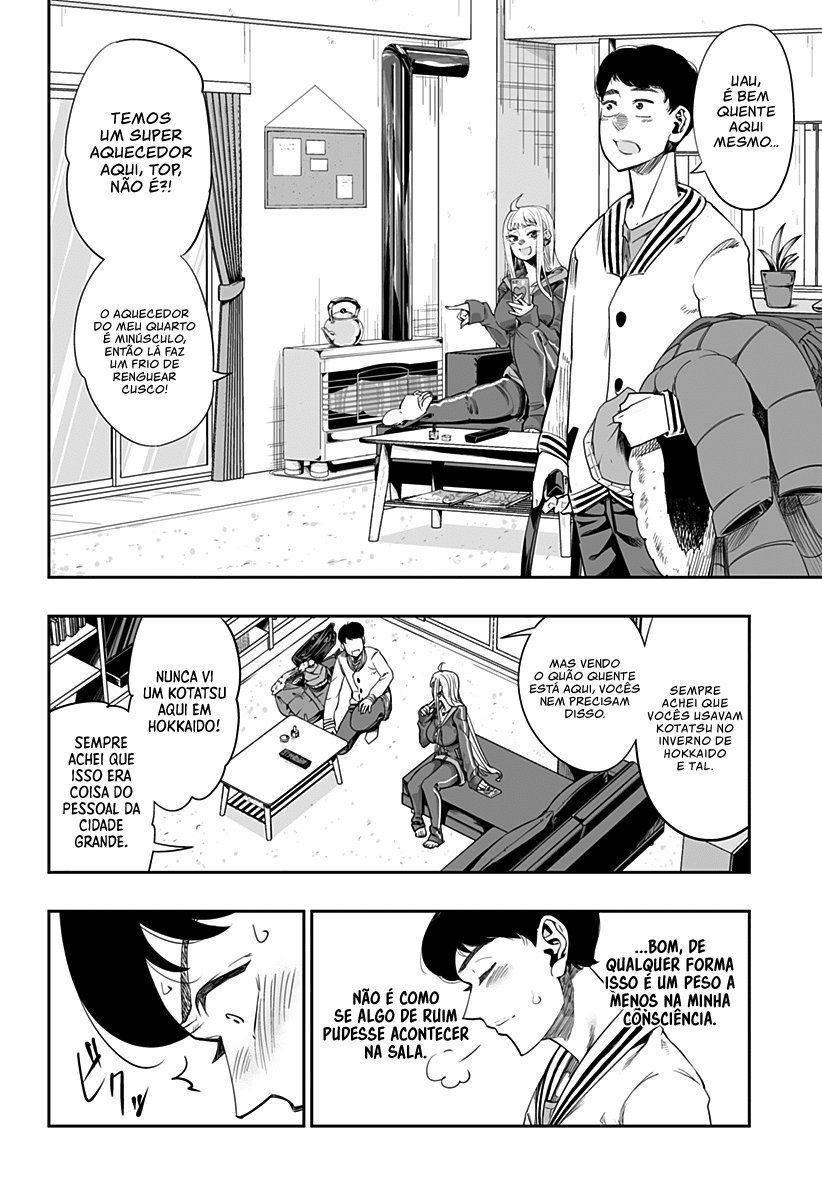 UAU,
É BEM
QUENTE
AQUI
MESMO...
TEMOS
UM SUPER
AQUECEDOR
AQUI, TOP,
NÃO É?!
O AQUECEDOR
DO MEU QUARTO
É MINÚSCULO,
ENTÃO LÁ FAZ
UM FRIO DE
RENGUEAR
CUSCO!
SEMPRE
ACHEI QUE
VOCÊS USAVAM
KOTATSU NO
INVERNO DE
HOKKAIDO
E TAL.
MAS VENDO
O QUÃO QUENTE
ESTÁ AQUI, VOCÊS
NEM PRECISAM
DISSO.
NUNCA VI
UM KOTATSU
AQUI EM
HOKKAIDO!
SEMPRE
ACHEI QUE
ISSO ERA
COISA DO
PESSOAL DA
CIDADE
GRANDE.
...BOM, DE
QUALQUER FORMA
ISSO É UM PESO A
MENOS NA MINHA
CONSCIÊNCIA.
NÃO É COMO
SE ALGO DE RUIM
PUDESSE ACONTECER
NA SALA.
ビクッ